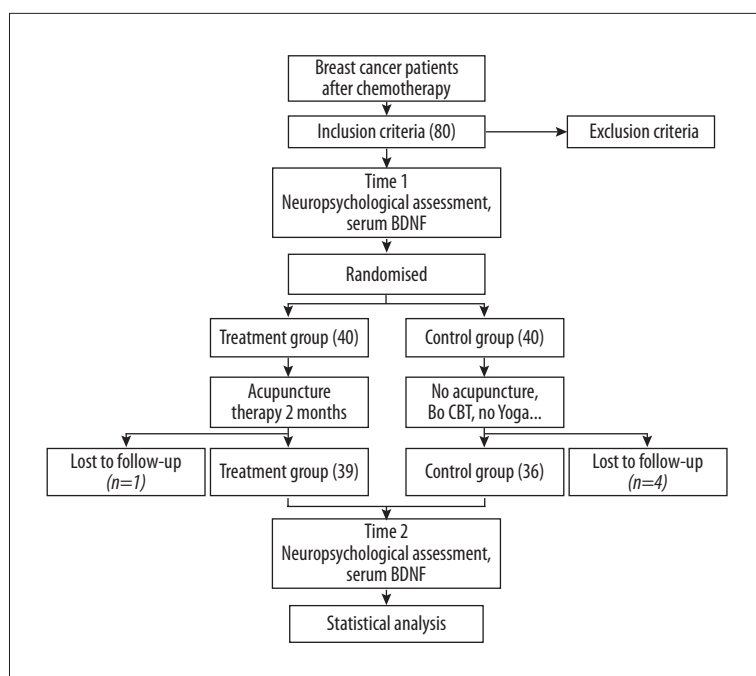 Breast cancer patients
after chemotherapy
Inclusion criteria (80)
Exclusion criteria
Time 1
Neuropsychological assessment,
serum BDNF
Randomised
Treatment group (40)
Control group (40)
Acupuncture
therapy 2 months
No acupuncture,
Bo CBT, no Yoga...
Lost to follow-up
(n=1)
Treatment group (39)
Control group (36)
Lost to follow-up
(n=4)
Time 2
Neuropsychological assessment,
serum BDNF
Statistical analysis